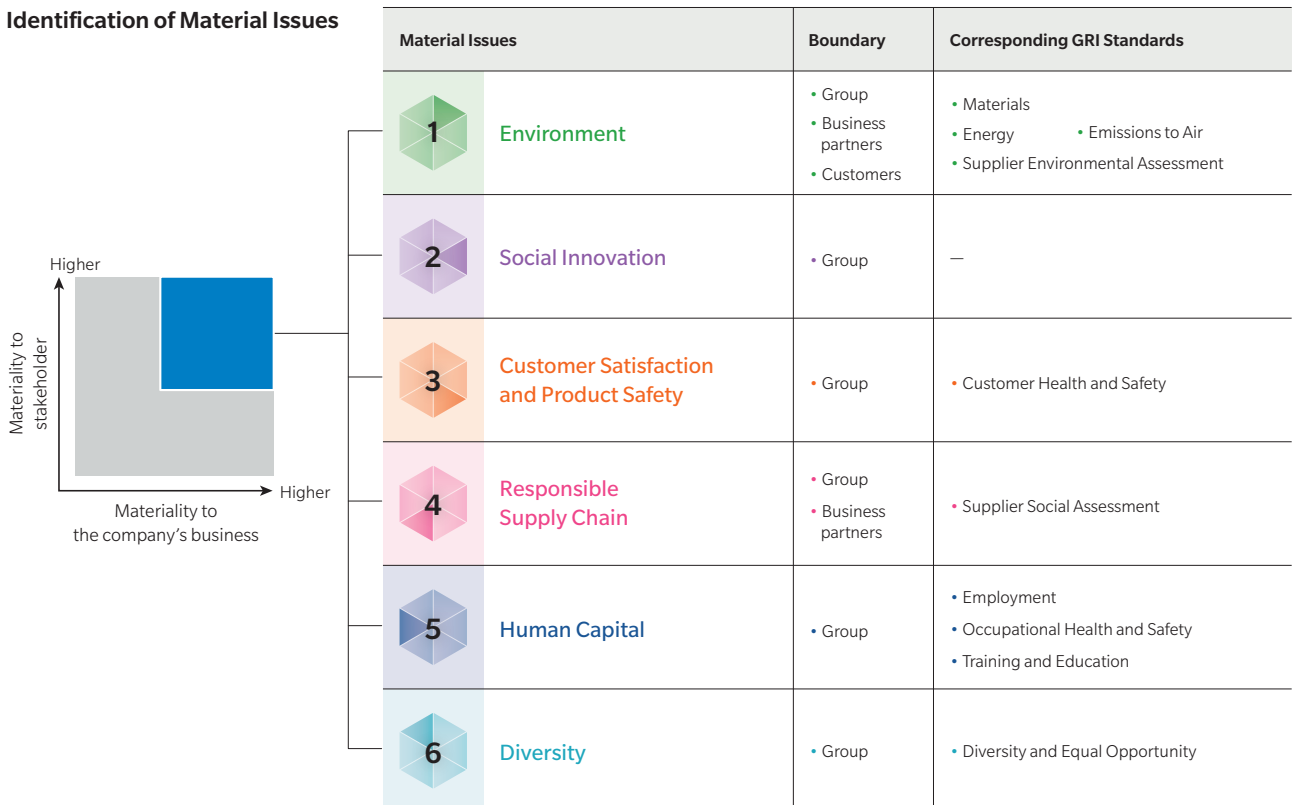 Identification of Material Issues
Material Issues
Boundary
Corresponding GRI Standards
Higher
Materiality to
stakeholder
Higher
Materiality to
the company's business
1
Environment
• Group
• Business
partners
• Customers
• Materials
• Energy • Emissions to Air
• Supplier Environmental Assessment
2
Social Innovation
• Group
—
3
Customer Satisfaction
and Product Safety
• Group
• Customer Health and Safety
4
Responsible
Supply Chain
• Group
• Business
partners
• Supplier Social Assessment
5
Human Capital
• Group
• Employment
• Occupational Health and Safety
• Training and Education
6
Diversity
• Group
• Diversity and Equal Opportunity